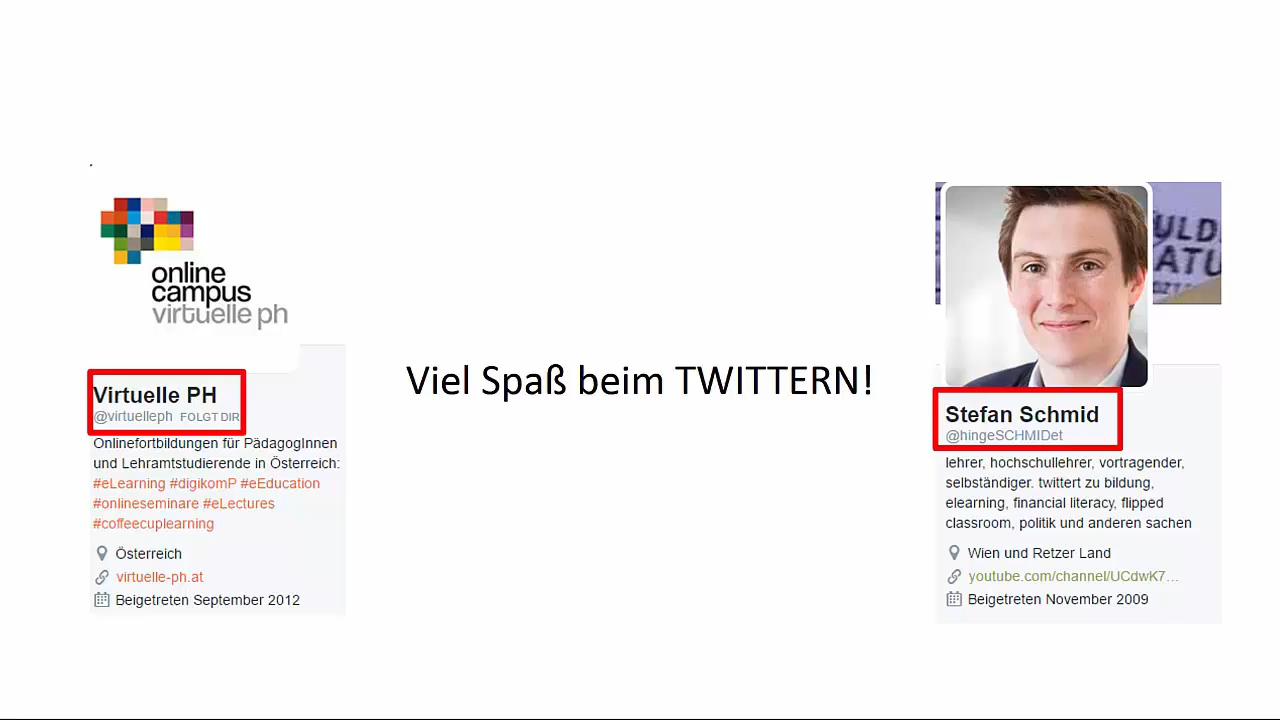 online
campus
virtuelle ph
Virtuelle PH
@virtuelleph FOLGT DIR
Onlinefortbildungen für PädagogInnen
und Lehramtstudierende in Österreich:
#eLearning #digikomP #eEducation
#onlineseminare #eLectures
#coffeecuplearning
Österreich
virtuelle-ph.at
Beigetreten September 2012
Viel Spaß beim TWITTERN!
Stefan Schmid
@hingeSCHMIDet
lehrer, hochschullehrer, vortragender,
selbständiger. twittert zu bildung,
elearning, financial literacy, flipped
classroom, politik und anderen sachen
Wien und Retzer Land
youtube.com/channel/UCdwK7…
Beigetreten November 2009